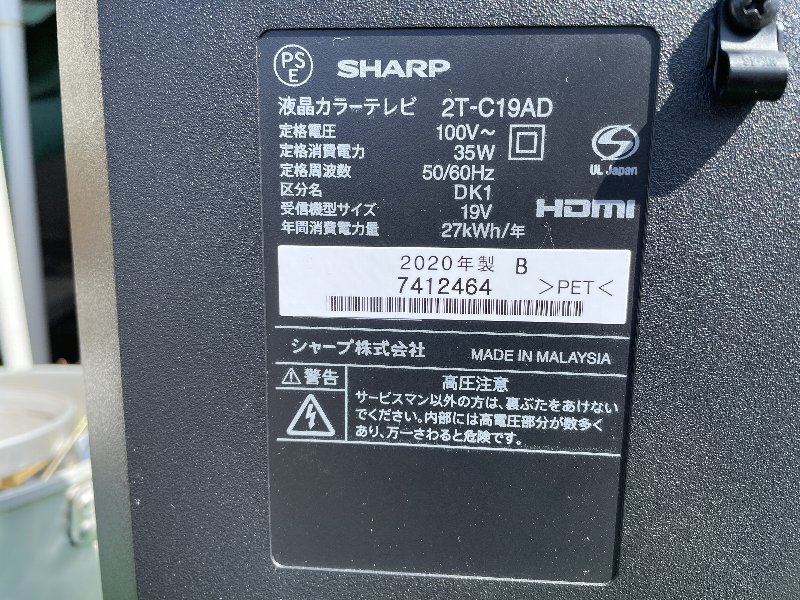 PS
E
SHARP
液晶カラーテレビ 2T-C19AD
定格電圧 100V～
定格消費電力 35W
定格周波数 50/60Hz
区分名 DK1
受信機型サイズ 19V
年間消費電力量 27kWh/年
S
UL Japan
HDMI
2020年製 B
7412464 >PET<
シャープ株式会社 MADE IN MALAYSIA
警告
高圧注意
サービスマン以外の方は、裏ぶたをあけない
でください。内部には高電圧部分が数多く
あり、万一さわると危険です。